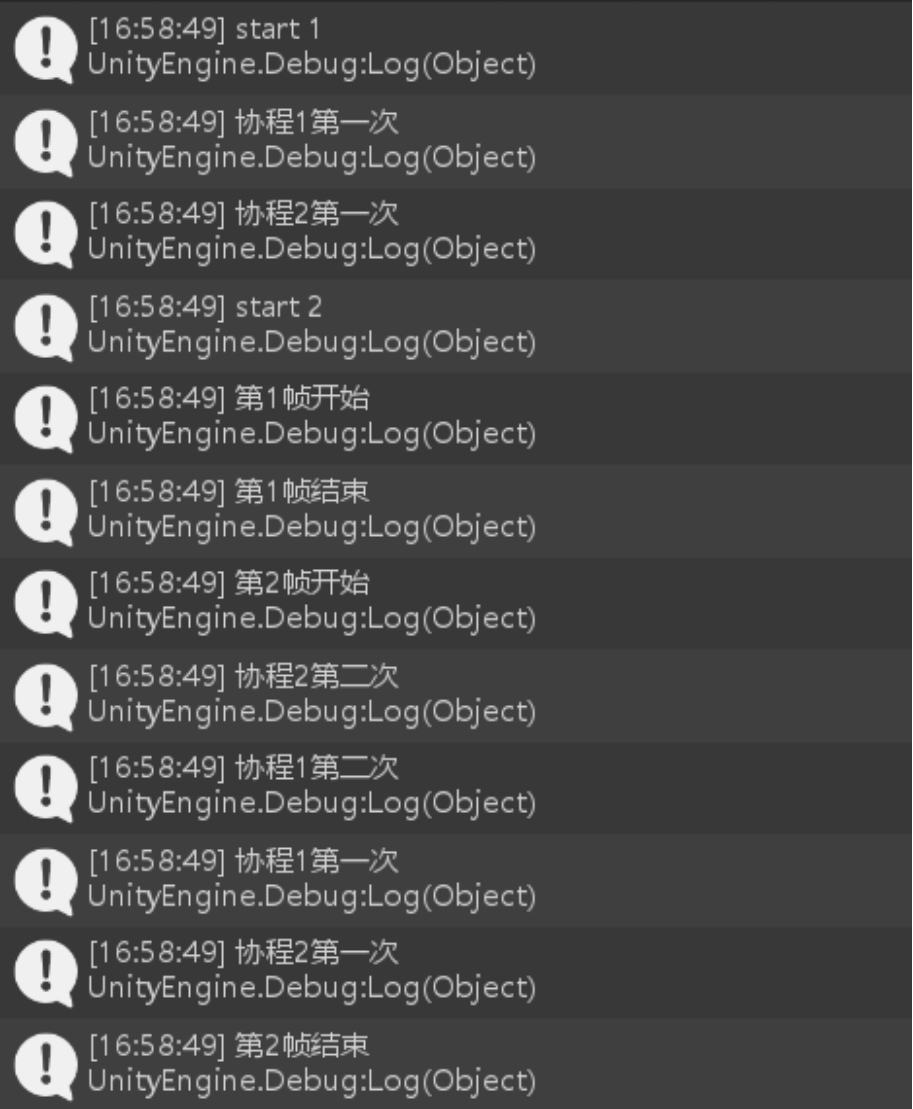 [16:58:49] start 1
UnityEngine.Debug:Log(Object)
[16:58:49] 协程1第一次
UnityEngine.Debug:Log(Object)
[16:58:49] 协程2第一次
UnityEngine.Debug:Log(Object)
[16:58:49] start 2
UnityEngine.Debug:Log(Object)
[16:58:49] 第1帧开始
UnityEngine.Debug:Log(Object)
[16:58:49] 第1帧结束
UnityEngine.Debug:Log(Object)
[16:58:49] 第2帧开始
UnityEngine.Debug:Log(Object)
[16:58:49] 协程2第二次
UnityEngine.Debug:Log(Object)
[16:58:49] 协程1第二次
UnityEngine.Debug:Log(Object)
[16:58:49] 协程1第一次
UnityEngine.Debug:Log(Object)
[16:58:49] 协程2第一次
UnityEngine.Debug:Log(Object)
[16:58:49] 第2帧结束
UnityEngine.Debug:Log(Object)